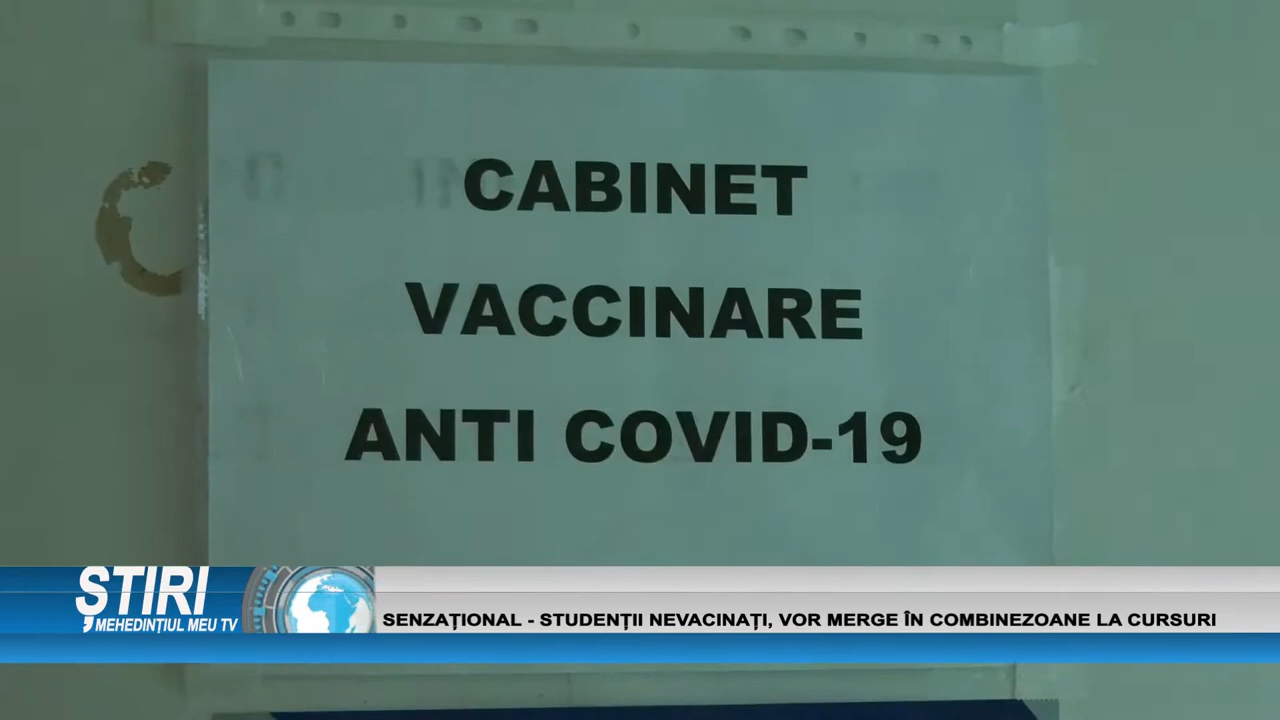 CABINET
VACCINARE
ANTI COVID-19
ȘTIRI
MEHEDINȚIUL MEU TV
SENZAȚIONAL - STUDENȚII NEVACINAȚI, VOR MERGE ÎN COMBINEZOANE LA CURSURI